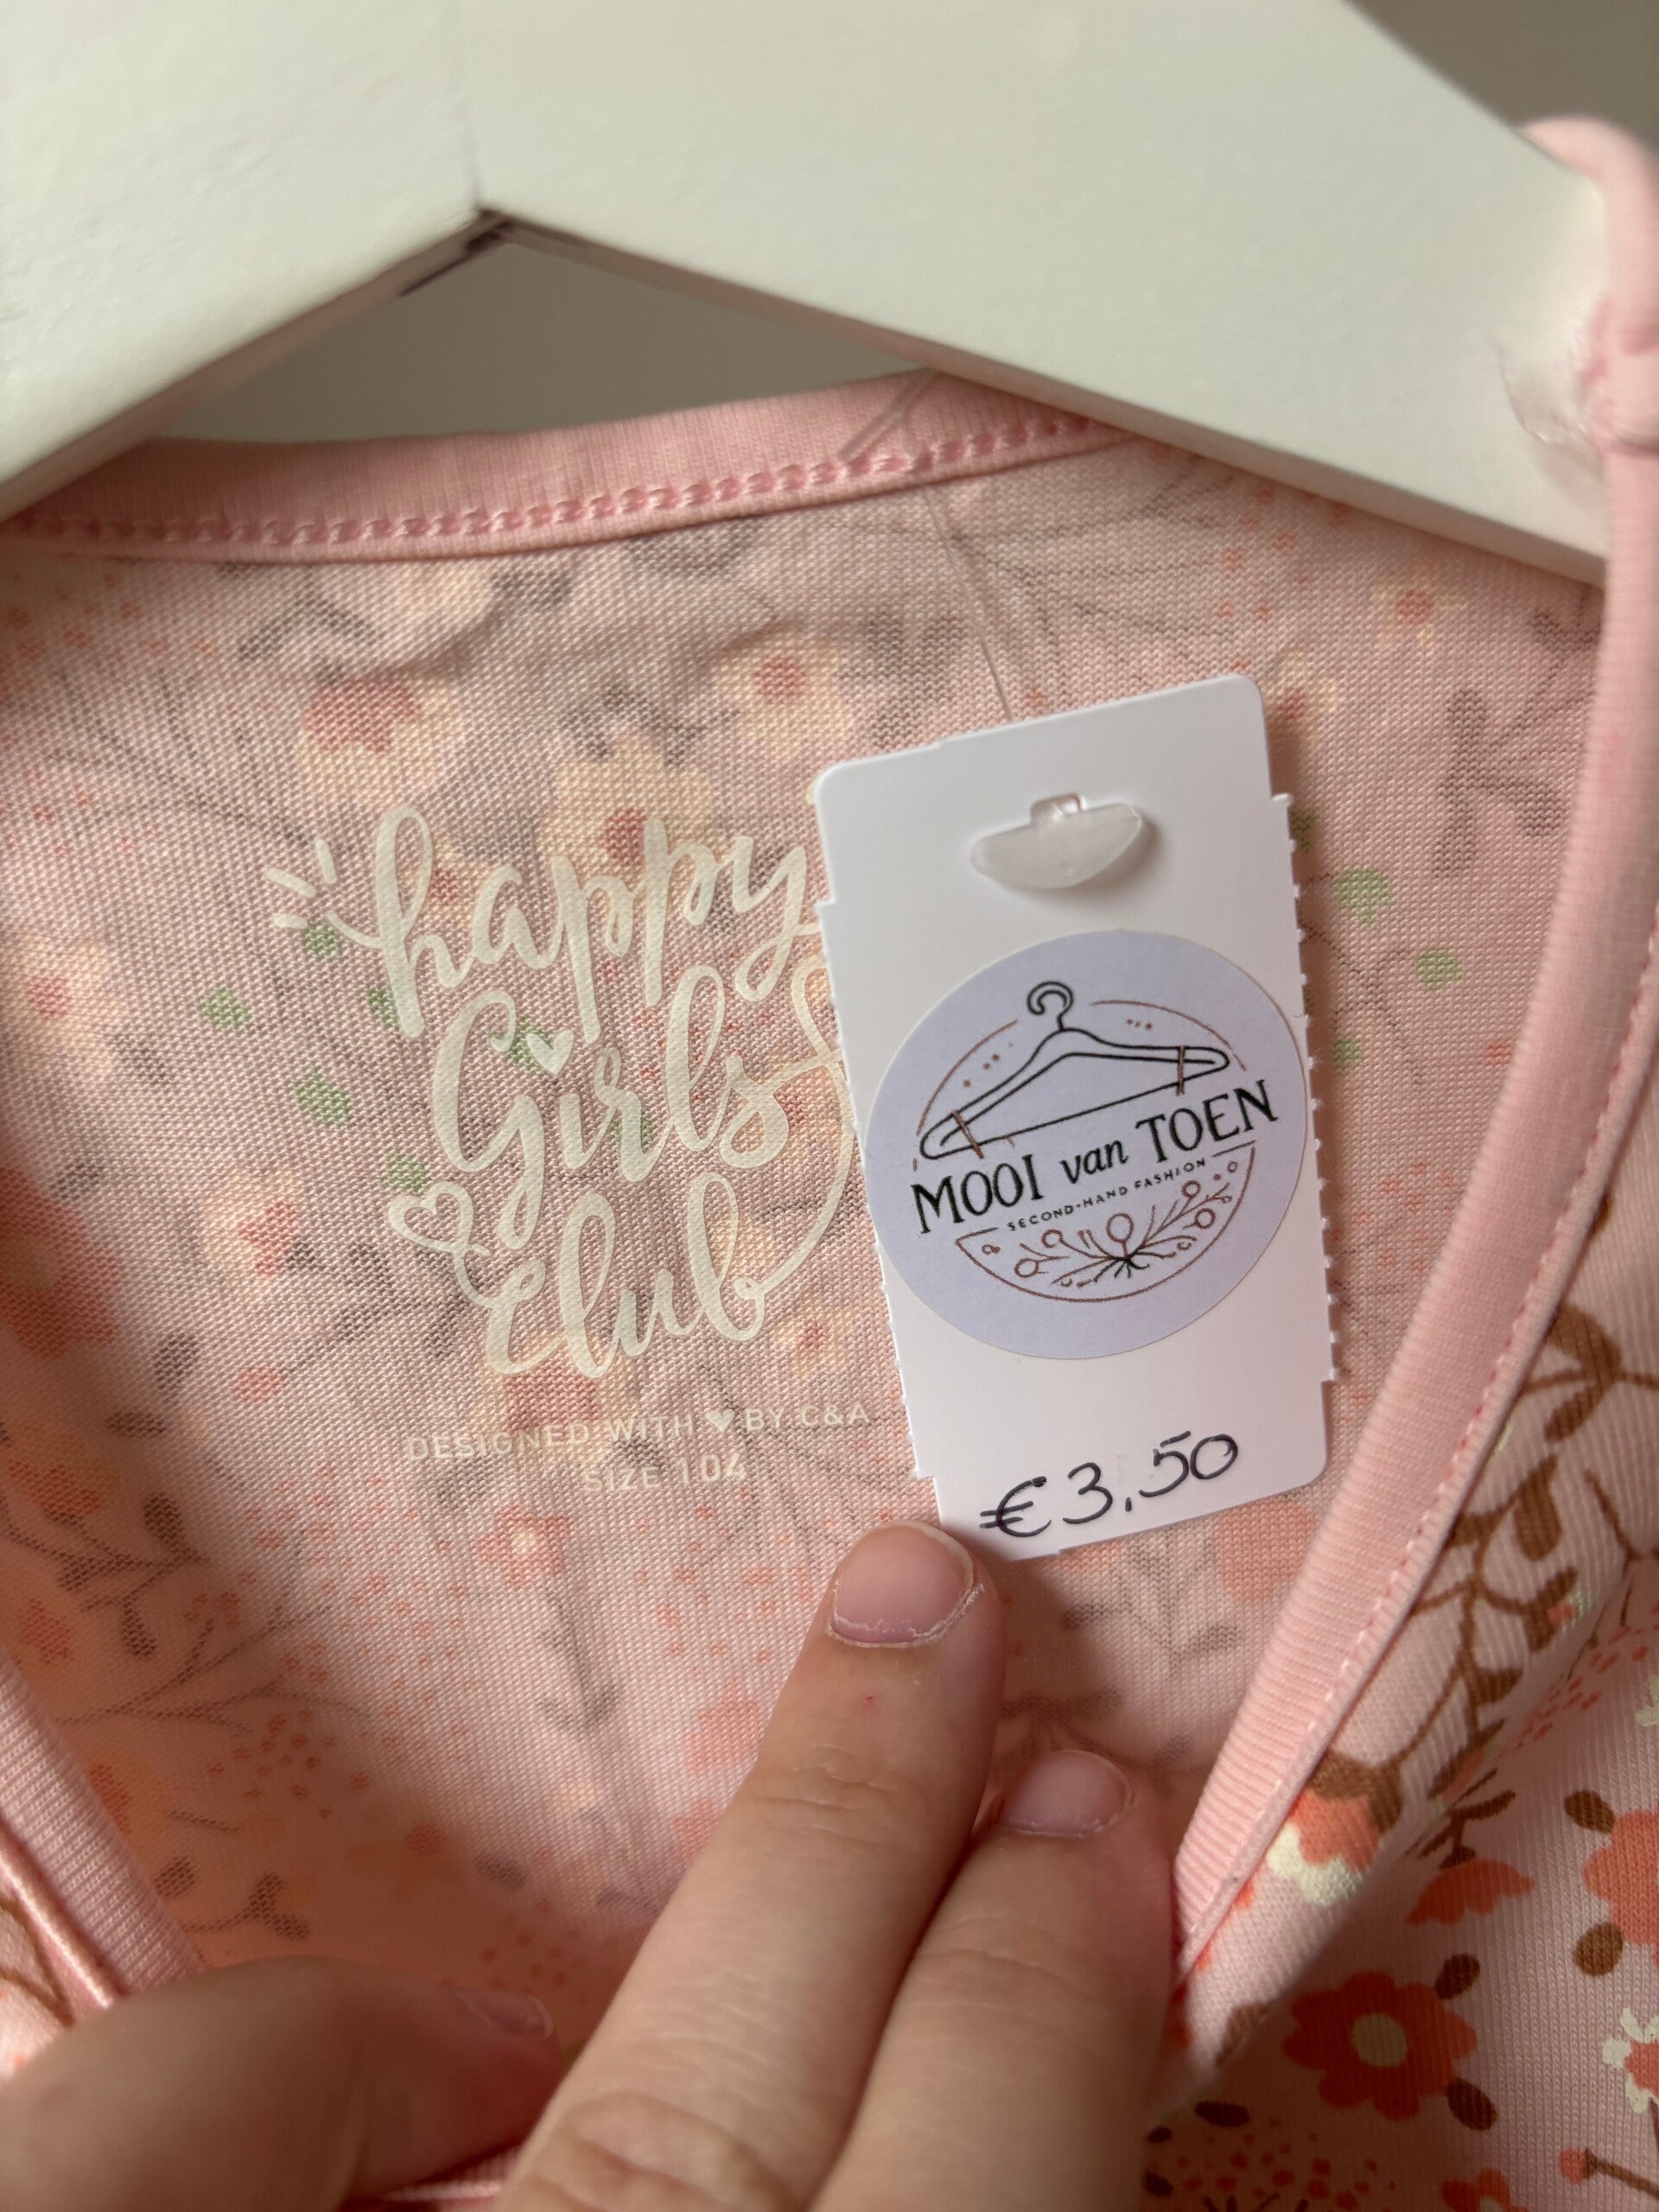 happy
Girls
Club
DESIGNED WITH ♥ BY C&A
SIZE 104
MOOI van TOEN
SECOND-HAND FASHION
€3,50